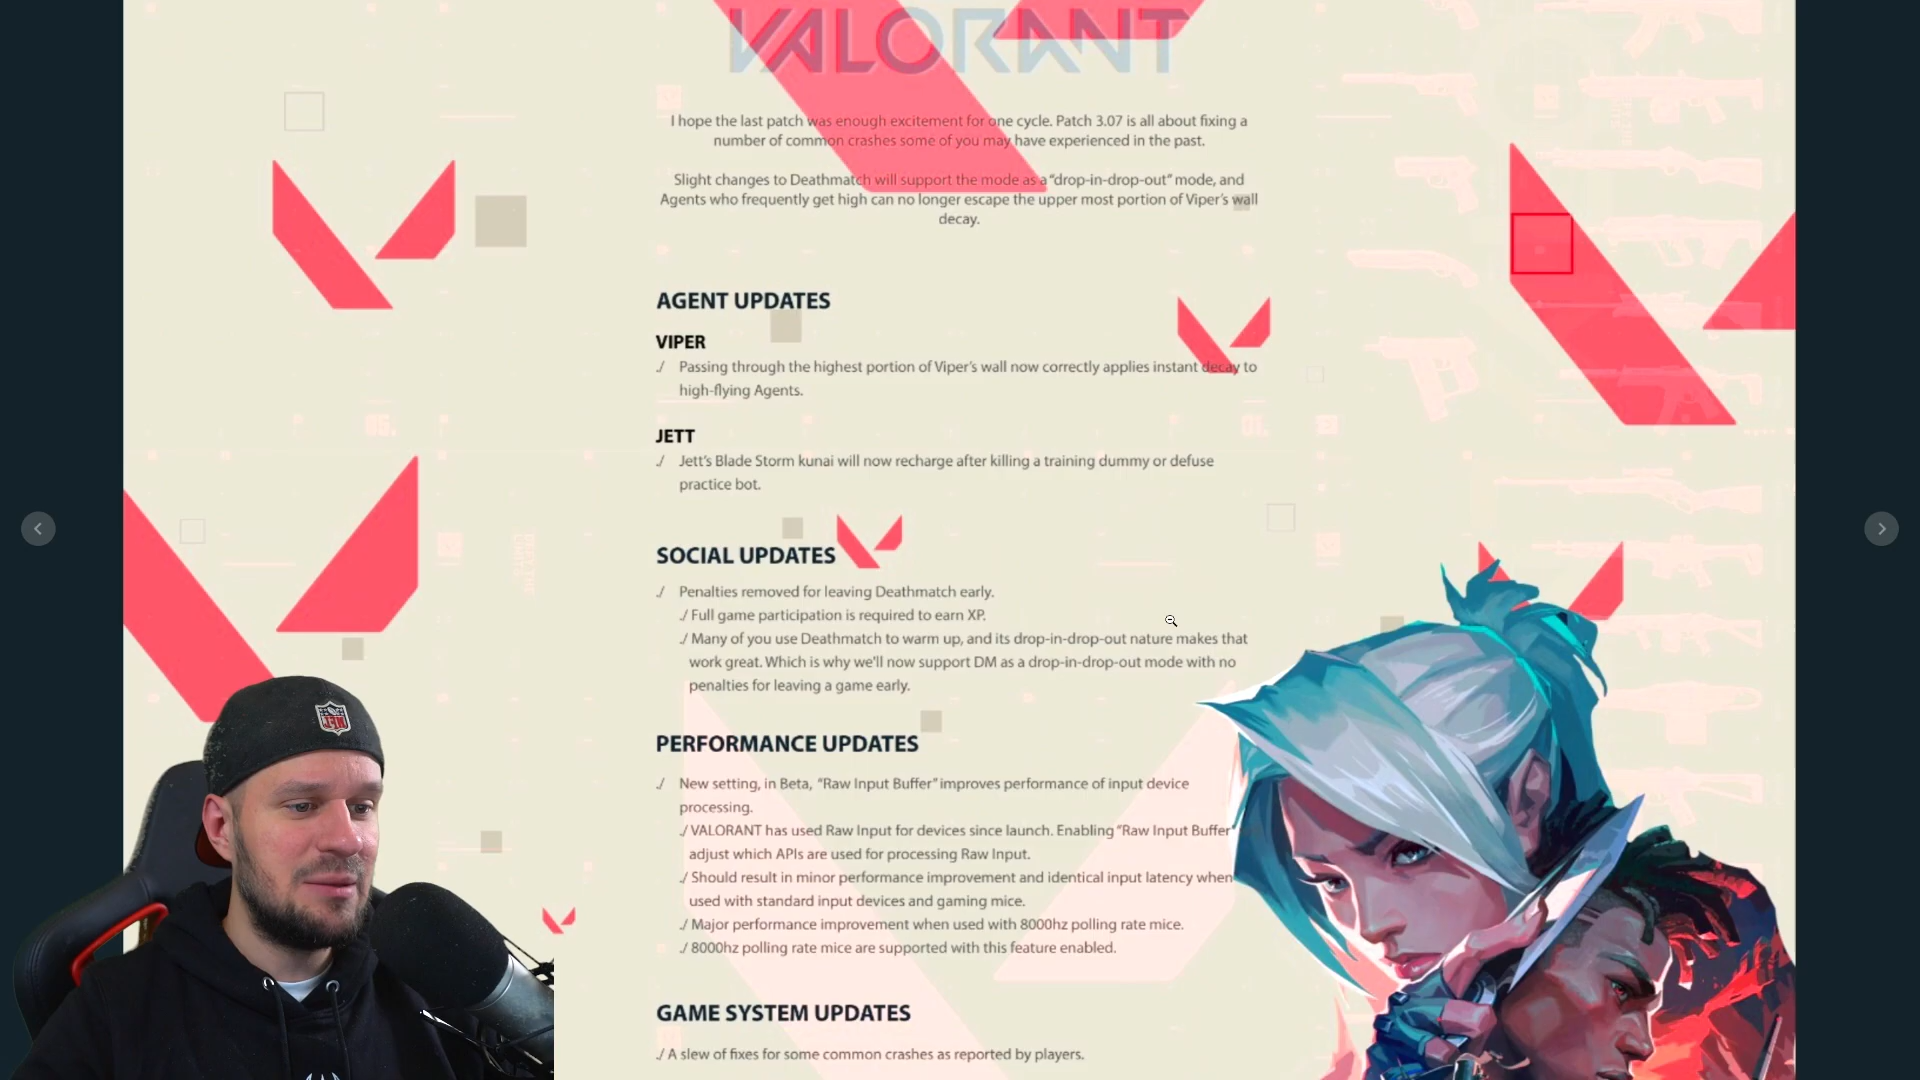 VALORANT
I hope the last patch was enough excitement for one cycle. Patch 3.07 is all about fixing a
number of common crashes some of you may have experienced in the past.
Slight changes to Deathmatch will support the mode as a “drop-in-drop-out” mode, and
Agents who frequently get high can no longer escape the upper most portion of Viper’s wall
decay.
AGENT UPDATES
VIPER
./ Passing through the highest portion of Viper’s wall now correctly applies instant decay to
high-flying Agents.
JETT
./ Jett’s Blade Storm kunai will now recharge after killing a training dummy or defuse
practice bot.
SOCIAL UPDATES
./ Penalties removed for leaving Deathmatch early.
./ Full game participation is required to earn XP.
./ Many of you use Deathmatch to warm up, and its drop-in-drop-out nature makes that
work great. Which is why we'll now support DM as a drop-in-drop-out mode with no
penalties for leaving a game early.
PERFORMANCE UPDATES
./ New setting, in Beta, “Raw Input Buffer” improves performance of input device
processing.
./ VALORANT has used Raw Input for devices since launch. Enabling “Raw Input Buffer”
adjust which APIs are used for processing Raw Input.
./ Should result in minor performance improvement and identical input latency when
used with standard input devices and gaming mice.
./ Major performance improvement when used with 8000hz polling rate mice.
./ 8000hz polling rate mice are supported with this feature enabled.
GAME SYSTEM UPDATES
./ A slew of fixes for some common crashes as reported by players.